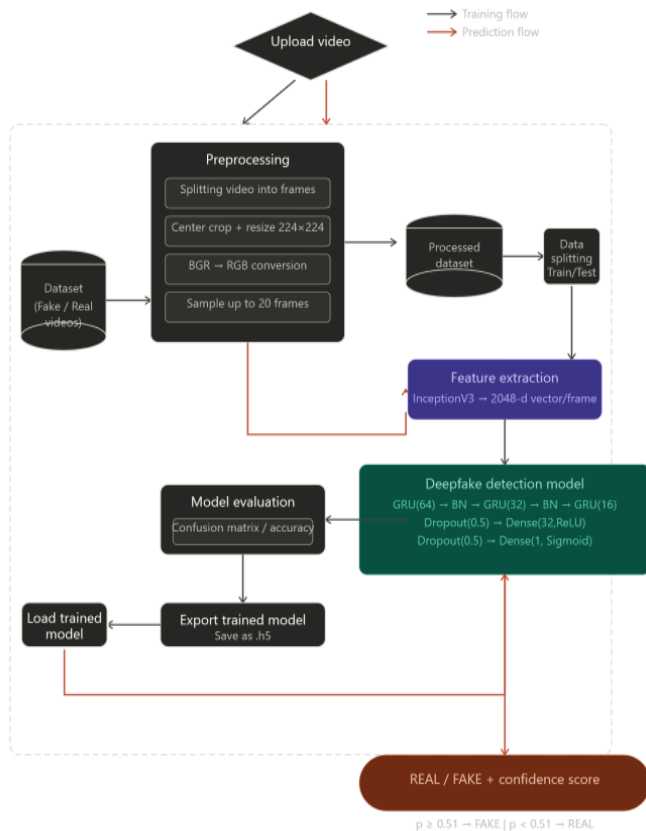 Training flow
Prediction flow
Upload video
Preprocessing
Splitting video into frames
Center crop + resize 224×224
BGR → RGB conversion
Sample up to 20 frames
Dataset
(Fake / Real
videos)
Processed
dataset
Data
splitting
Train/Test
Feature extraction
InceptionV3 → 2048-d vector/frame
Deepfake detection model
GRU(64) → BN → GRU(32) → BN → GRU(16)
Dropout(0.5) → Dense(32,ReLU)
Dropout(0.5) → Dense(1, Sigmoid)
Model evaluation
Confusion matrix / accuracy
Export trained model
Save as .h5
Load trained
model
REAL / FAKE + confidence score
p ≥ 0.51 → FAKE | p < 0.51 → REAL